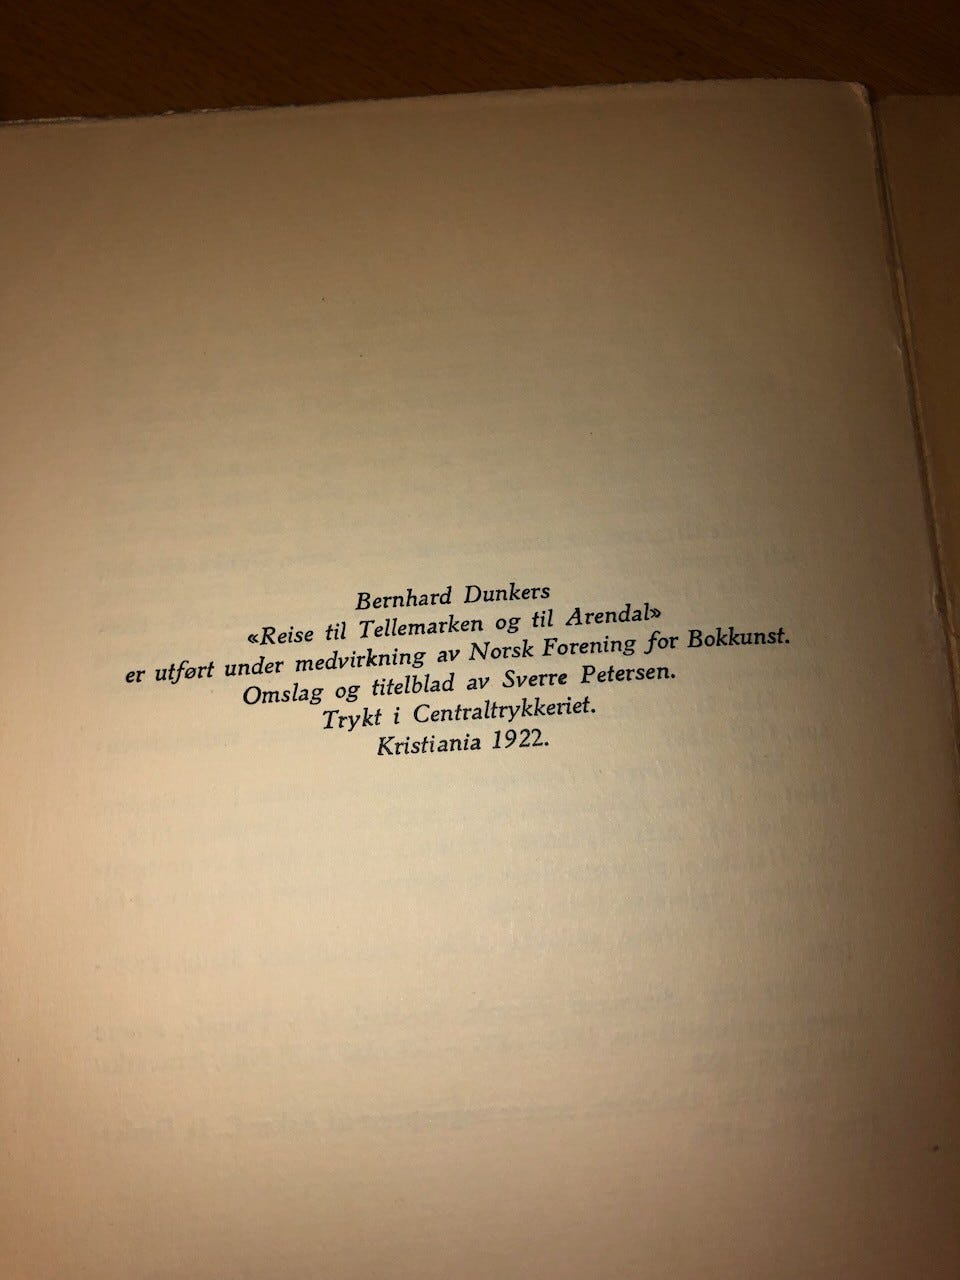 Bernhard Dunkers
«Reise til Tellemarken og til Arendal»
er utført under medvirkning av Norsk Forening for Bokkunst.
Omslag og titelblad av Sverre Petersen.
Trykt i Centraltrykkeriet.
Kristiania 1922.